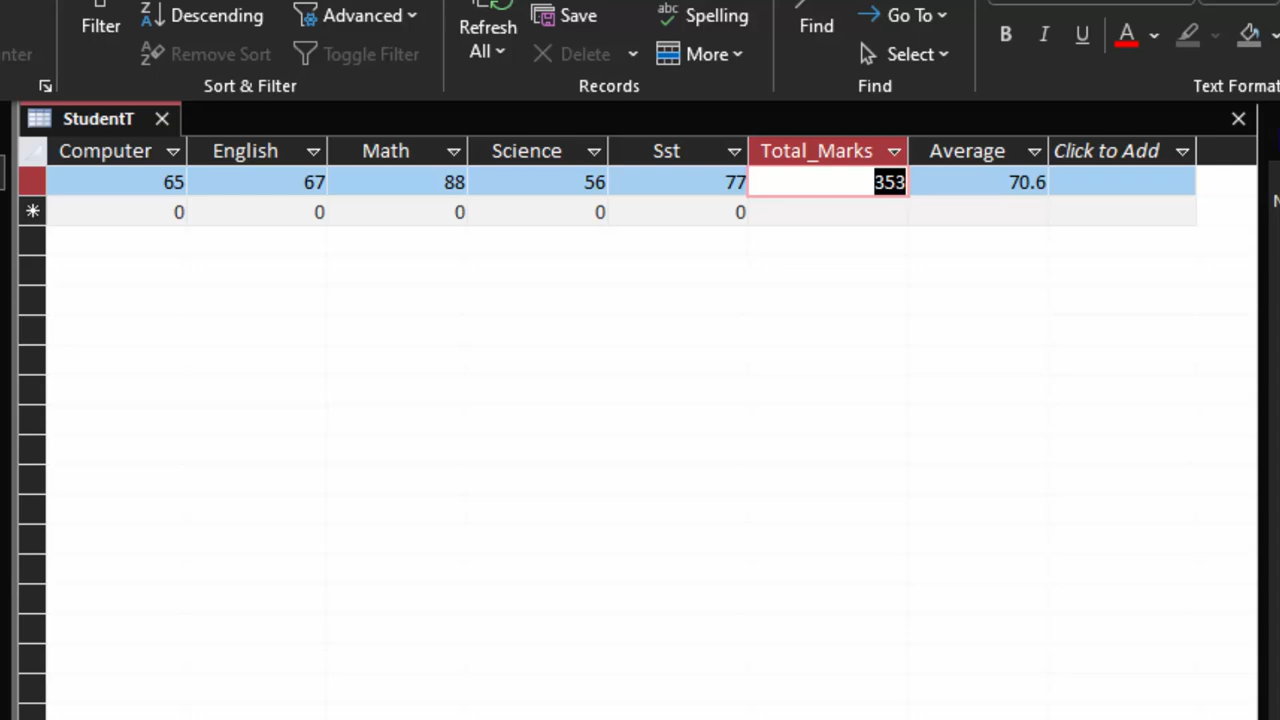 Filter
Descending
Advanced
Refresh
All
Save
abc
Spelling
Find
Go To
B I U A
Remove Sort
Toggle Filter
Delete
More
Select
Sort & Filter
Records
Find
StudentT
Computer English Math Science Sst Total_Marks Average Click to Add
65 67 88 56 77 353 70.6
0 0 0 0 0